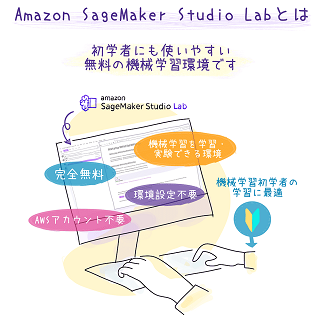 Amazon SageMaker Studio Labとは
初学者にも使いやすい
無料の機械学習環境です
amazon
SageMaker Studio Lab
機械学習を学習・
実験できる環境
完全無料
環境設定不要
機械学習初学者の
学習に最適
AWSアカウント不要